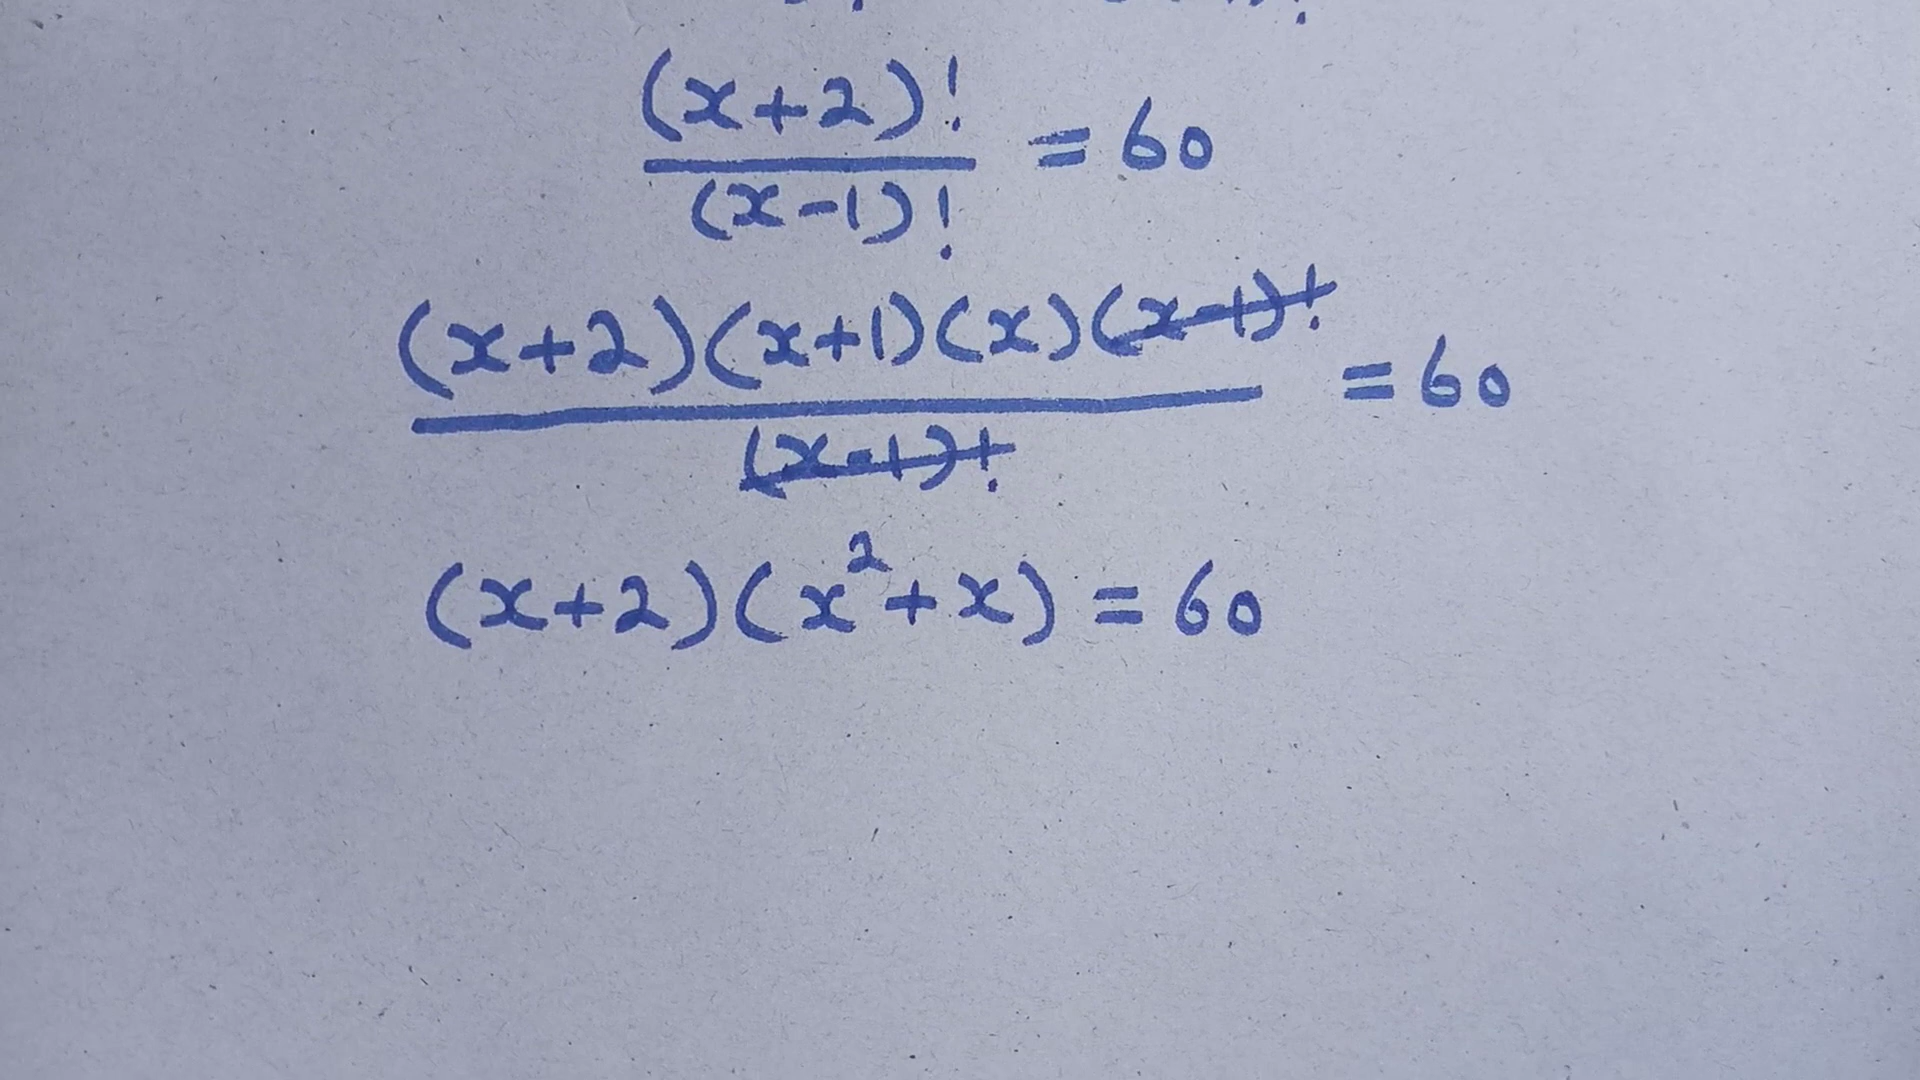 (x+2)!
/(x-1)! = 60
(x+2)(x+1)(x)(x-1)!
/(x-1)! = 60
(x+2)(x²+x) = 60